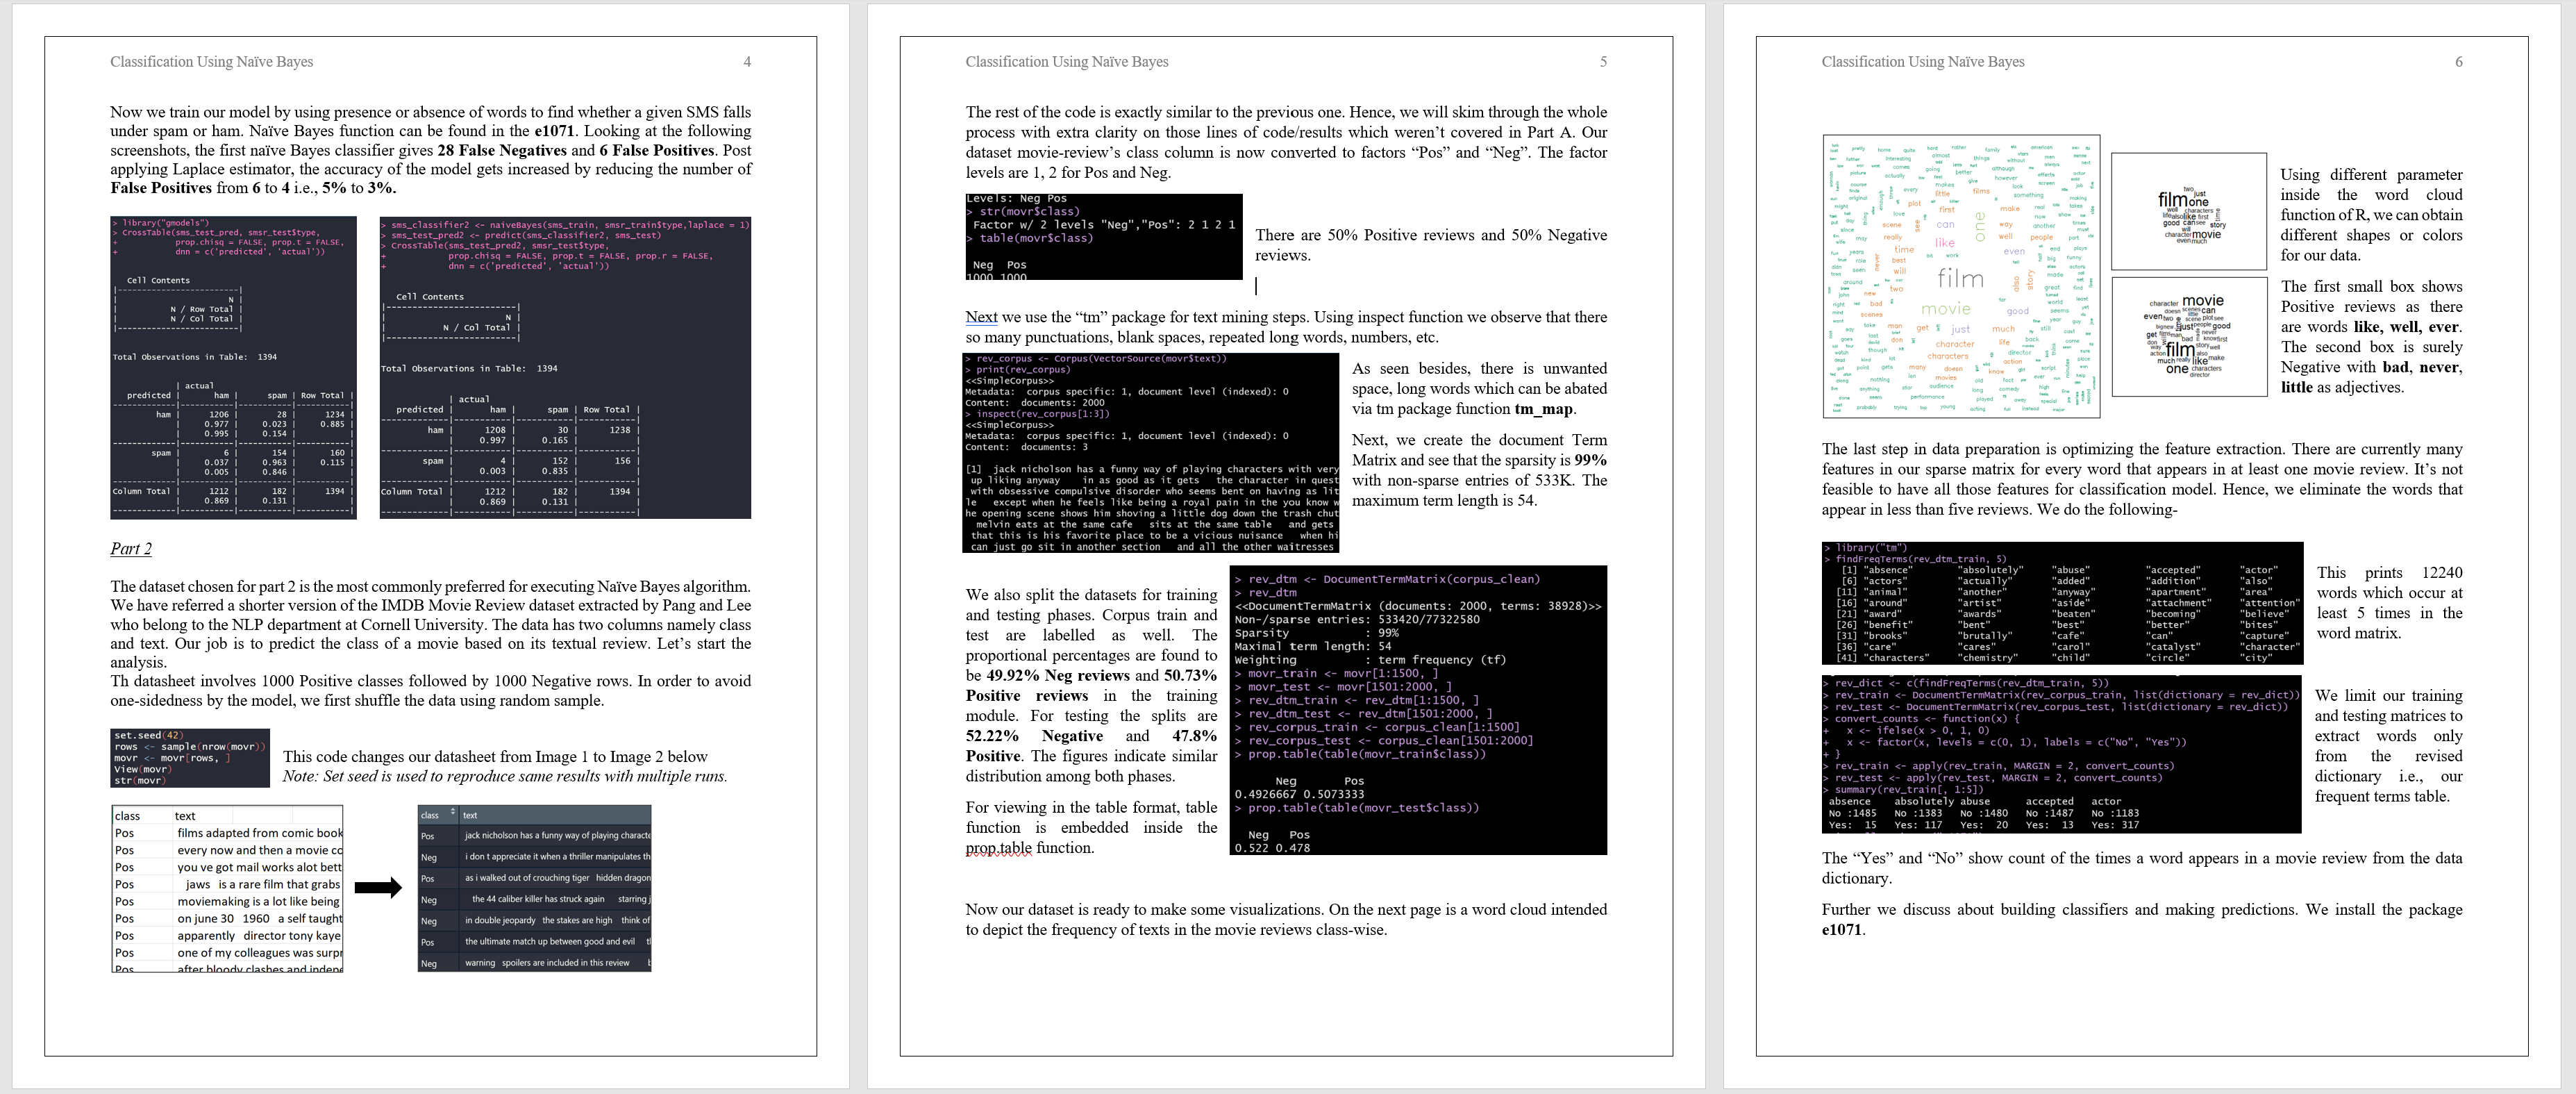 Classification Using Naïve Bayes 4
Now we train our model by using presence or absence of words to find whether a given SMS falls
under spam or ham. Naïve Bayes function can be found in the e1071. Looking at the following
screenshots, the first naïve Bayes classifier gives 28 False Negatives and 6 False Positives. Post
applying Laplace estimator, the accuracy of the model gets increased by reducing the number of
False Positives from 6 to 4 i.e., 5% to 3%.
> library("gmodels")
> CrossTable(sms_test_pred, smsr_test$type,
+ prop.chisq = FALSE, prop.t = FALSE,
+ dnn = c('predicted', 'actual'))
Cell Contents
|-------------------------|
| N |
| N / Row Total |
| N / Col Total |
|-------------------------|
Total Observations in Table: 1394
| actual
predicted | ham | spam | Row Total |
ham | 1206 | 28 | 1234 |
| 0.977 | 0.023 | 0.885 |
| 0.995 | 0.154 | |
spam | 6 | 154 | 160 |
| 0.037 | 0.963 | 0.115 |
| 0.005 | 0.846 | |
Column Total | 1212 | 182 | 1394 |
| 0.869 | 0.131 | |
> sms_classifier2 <- naiveBayes(sms_train, smsr_train$type,laplace = 1)
> sms_test_pred2 <- predict(sms_classifier2, sms_test)
> CrossTable(sms_test_pred2, smsr_test$type,
+ prop.chisq = FALSE, prop.t = FALSE, prop.r = FALSE,
+ dnn = c('predicted', 'actual'))
Cell Contents
|-------------------------|
| N |
| N / Col Total |
|-------------------------|
Total Observations in Table: 1394
| actual
predicted | ham | spam | Row Total |
ham | 1208 | 30 | 1238 |
| 0.997 | 0.165 | |
spam | 4 | 152 | 156 |
| 0.003 | 0.835 | |
Column Total | 1212 | 182 | 1394 |
| 0.869 | 0.131 | |
Part 2
The dataset chosen for part 2 is the most commonly preferred for executing Naïve Bayes algorithm.
We have referred a shorter version of the IMDB Movie Review dataset extracted by Pang and Lee
who belong to the NLP department at Cornell University. The data has two columns namely class
and text. Our job is to predict the class of a movie based on its textual review. Let's start the
analysis.
Th datasheet involves 1000 Positive classes followed by 1000 Negative rows. In order to avoid
one-sidedness by the model, we first shuffle the data using random sample.
set.seed(42)
rows <- sample(nrow(movr))
movr <- movr[rows, ]
View(movr)
str(movr)
This code changes our datasheet from Image 1 to Image 2 below
Note: Set seed is used to reproduce same results with multiple runs.
class text
Pos films adapted from comic book
Pos every now and then a movie co
Pos you ve got mail works alot bett
Pos jaws is a rare film that grabs
Pos moviemaking is a lot like being
Pos on june 30 1960 a self taught
Pos apparently director tony kaye
Pos one of my colleagues was surpr
Pos after bloody clashes and indepe
class text
Pos jack nicholson has a funny way of playing characte
Neg i don t appreciate it when a thriller manipulates th
Pos as i walked out of crouching tiger hidden dragon
Neg the 44 caliber killer has struck again starring j
Neg in double jeopardy the stakes are high think of
Pos the ultimate match up between good and evil tl
Neg warning spoilers are included in this review b
Classification Using Naïve Bayes 5
The rest of the code is exactly similar to the previous one. Hence, we will skim through the whole
process with extra clarity on those lines of code/results which weren't covered in Part A. Our
dataset movie-review's class column is now converted to factors “Pos” and “Neg”. The factor
levels are 1, 2 for Pos and Neg.
Levels: Neg Pos
> str(movr$class)
Factor w/ 2 levels "Neg","Pos": 2 1 2 1
> table(movr$class)
Neg Pos
1000 1000
There are 50% Positive reviews and 50% Negative
reviews.
Next we use the “tm” package for text mining steps. Using inspect function we observe that there
so many punctuations, blank spaces, repeated long words, numbers, etc.
> rev_corpus <- Corpus(VectorSource(movr$text))
> print(rev_corpus)
<<SimpleCorpus>>
Metadata: corpus specific: 1, document level (indexed): 0
Content: documents: 2000
> inspect(rev_corpus[1:3])
<<SimpleCorpus>>
Metadata: corpus specific: 1, document level (indexed): 0
Content: documents: 3
[1] jack nicholson has a funny way of playing characters with very
up liking anyway in as good as it gets the character in quest
with obsessive compulsive disorder who seems bent on having as lit
le except when he feels like being a royal pain in the you know w
he opening scene shows him shoving a little dog down the trash chut
melvin eats at the same cafe sits at the same table and gets
that this is his favorite place to be a vicious nuisance when hi
can just go sit in another section and all the other waitresses
As seen besides, there is unwanted
space, long words which can be abated
via tm package function tm_map.
Next, we create the document Term
Matrix and see that the sparsity is 99%
with non-sparse entries of 533K. The
maximum term length is 54.
We also split the datasets for training
and testing phases. Corpus train and
test are labelled as well. The
proportional percentages are found to
be 49.92% Neg reviews and 50.73%
Positive reviews in the training
module. For testing the splits are
52.22% Negative and 47.8%
Positive. The figures indicate similar
distribution among both phases.
For viewing in the table format, table
function is embedded inside the
prop.table function.
> rev_dtm <- DocumentTermMatrix(corpus_clean)
> rev_dtm
<<DocumentTermMatrix (documents: 2000, terms: 38928)>>
Non-/sparse entries: 533420/77322580
Sparsity : 99%
Maximal term length: 54
Weighting : term frequency (tf)
> movr_train <- movr[1:1500, ]
> movr_test <- movr[1501:2000, ]
> rev_dtm_train <- rev_dtm[1:1500, ]
> rev_dtm_test <- rev_dtm[1501:2000, ]
> rev_corpus_train <- corpus_clean[1:1500]
> rev_corpus_test <- corpus_clean[1501:2000]
> prop.table(table(movr_train$class))
Neg Pos
0.4926667 0.5073333
> prop.table(table(movr_test$class))
Neg Pos
0.522 0.478
Now our dataset is ready to make some visualizations. On the next page is a word cloud intended
to depict the frequency of texts in the movie reviews class-wise.
Classification Using Naïve Bayes 6
film
movie
one
like
can
just
good
story
character
characters
time
even
also
much
get
well
two
will
first
plot
films
make
way
people
scene
really
best
bad
life
many
little
never
new
scenes
movies
director
action
know
two
just
film one
well characters
life also like first
good can see story
time
character movie
even much
character movie
even two
good
film
one
much really like make
characters
director
Using different parameter
inside the word cloud
function of R, we can obtain
different shapes or colors
for our data.
The first small box shows
Positive reviews as there
are words like, well, ever.
The second box is surely
Negative with bad, never,
little as adjectives.
The last step in data preparation is optimizing the feature extraction. There are currently many
features in our sparse matrix for every word that appears in at least one movie review. It's not
feasible to have all those features for classification model. Hence, we eliminate the words that
appear in less than five reviews. We do the following-
> library("tm")
> findFreqTerms(rev_dtm_train, 5)
[1] "absence" "absolutely" "abuse" "accepted" "actor"
[6] "actors" "actually" "added" "addition" "also"
[11] "animal" "another" "anyway" "apartment" "area"
[16] "around" "artist" "aside" "attachment" "attention"
[21] "award" "awards" "beaten" "becoming" "believe"
[26] "benefit" "bent" "best" "better" "bites"
[31] "brooks" "brutally" "cafe" "can" "capture"
[36] "care" "cares" "carol" "catalyst" "character"
[41] "characters" "chemistry" "child" "circle" "city"
This prints 12240
words which occur at
least 5 times in the
word matrix.
> rev_dict <- c(findFreqTerms(rev_dtm_train, 5))
> rev_train <- DocumentTermMatrix(rev_corpus_train, list(dictionary = rev_dict))
> rev_test <- DocumentTermMatrix(rev_corpus_test, list(dictionary = rev_dict))
> convert_counts <- function(x) {
+ x <- ifelse(x > 0, 1, 0)
+ x <- factor(x, levels = c(0, 1), labels = c("No", "Yes"))
+ }
> rev_train <- apply(rev_train, MARGIN = 2, convert_counts)
> rev_test <- apply(rev_test, MARGIN = 2, convert_counts)
> summary(rev_train[, 1:5])
absence absolutely abuse accepted actor
No :1485 No :1383 No :1480 No :1487 No :1183
Yes: 15 Yes: 117 Yes: 20 Yes: 13 Yes: 317
We limit our training
and testing matrices to
extract words only
from the revised
dictionary i.e., our
frequent terms table.
The “Yes” and “No” show count of the times a word appears in a movie review from the data
dictionary.
Further we discuss about building classifiers and making predictions. We install the package
e1071.